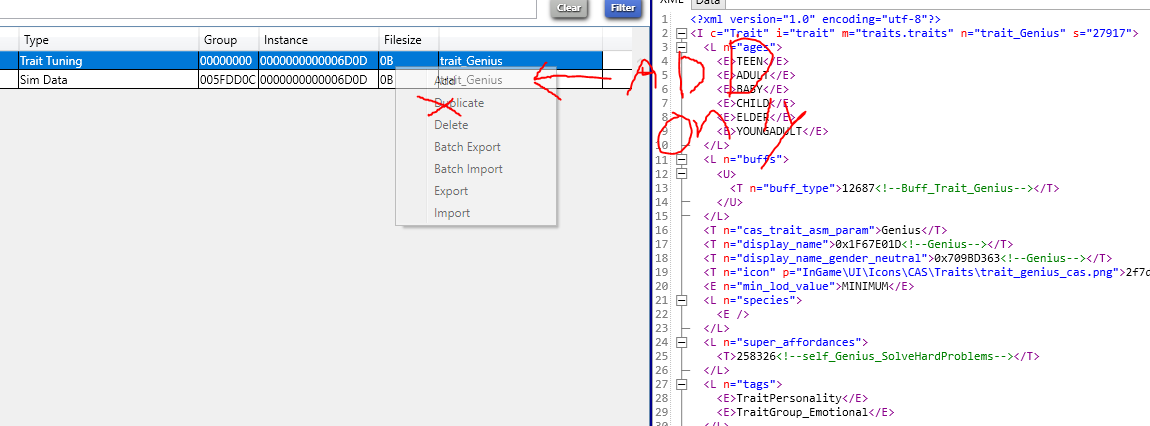 Clear Filter
XML Data
Type Group Instance Filesize
Trait Tuning 00000000 0000000000006D0D 0B trait_Genius
Sim Data 005FDD0C 0000000000006D0D 0B trait_Genius
Add
Duplicate
Delete
Batch Export
Batch Import
Export
Import
ADD
only
1 <?xml version="1.0" encoding="utf-8"?>
2 <I c="Trait" i="trait" m="traits.traits" n="trait_Genius" s="27917">
3 <L n="ages">
4 <E>TEEN</E>
5 <E>ADULT</E>
6 <E>BABY</E>
7 <E>CHILD</E>
8 <E>ELDER</E>
9 <E>YOUNGADULT</E>
10 </L>
11 <L n="buffs">
12 <U>
13 <T n="buff_type">12687<!--Buff_Trait_Genius--></T>
14 </U>
15 </L>
16 <T n="cas_trait_asm_param">Genius</T>
17 <T n="display_name">0x1F67E01D<!--Genius--></T>
18 <T n="display_name_gender_neutral">0x709BD363<!--Genius--></T>
19 <T n="icon" p="InGame\UI\Icons\CAS\Traits\trait_genius_cas.png">2f7d
20 <E n="min_lod_value">MINIMUM</E>
21 <L n="species">
22 <E />
23 </L>
24 <L n="super_affordances">
25 <T>258326<!--self_Genius_SolveHardProblems--></T>
26 </L>
27 <L n="tags">
28 <E>TraitPersonality</E>
29 <E>TraitGroup_Emotional</E>
30 </L>